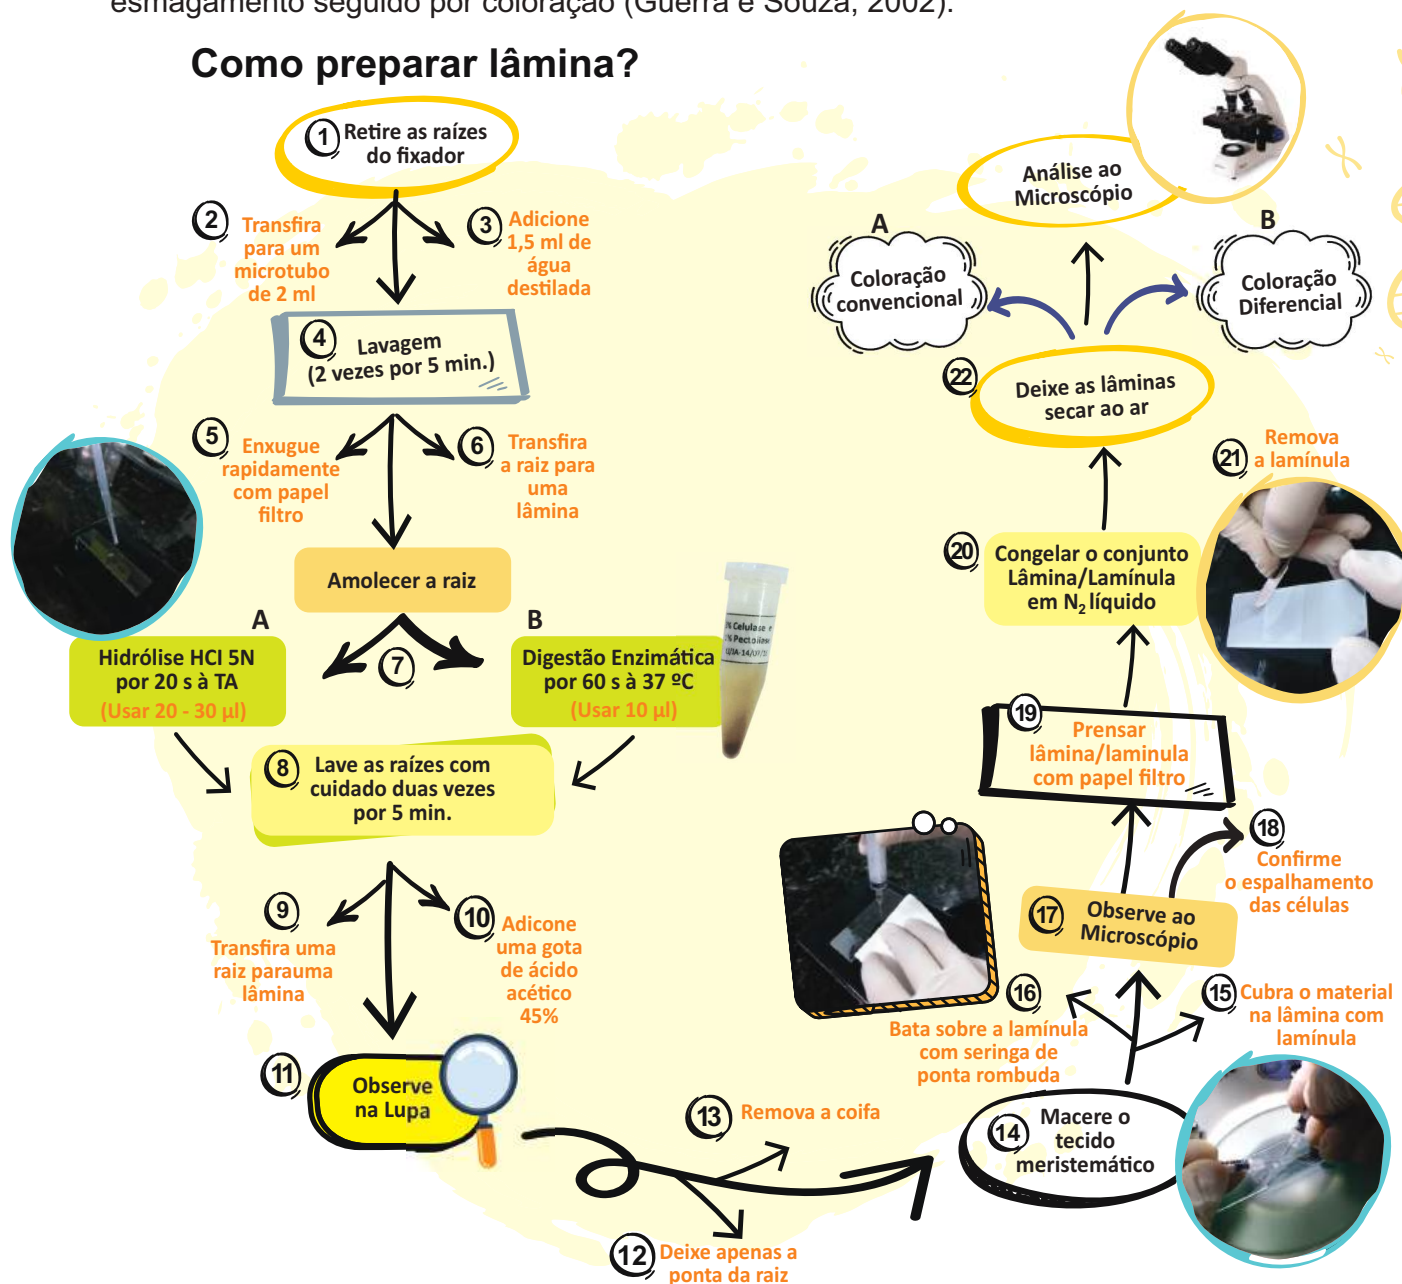 esmagamento seguido por coloração (Guerra e Souza, 2002).
Como preparar lâmina?
1 Retire as raízes
do fixador
2 Transfira
para um
microtubo
de 2 ml
3 Adicione
1,5 ml de
água
destilada
4 Lavagem
(2 vezes por 5 min.)
5 Enxugue
rapidamente
com papel
filtro
6 Transfira
a raiz para
uma
lâmina
Amolecer a raiz
7
A
Hidrólise HCl 5N
por 20 s à TA
(Usar 20 - 30 µl)
B
Digestão Enzimática
por 60 s à 37 ºC
(Usar 10 µl)
% Celulase e
% Pectoliase
8 Lave as raízes com
cuidado duas vezes
por 5 min.
9
Transfira uma
raiz parauma
lâmina
10 Adicone
uma gota
de ácido
acético
45%
11 Observe
na Lupa
12 Deixe apenas a
ponta da raiz
13 Remova a coifa
14 Macere o
tecido
meristemático
15 Cubra o material
na lâmina com
lamínula
16
Bata sobre a lamínula
com seringa de
ponta rombuda
17 Observe ao
Microscópio
18
Confirme
o espalhamento
das células
19
Prensar
lâmina/laminula
com papel filtro
20 Congelar o conjunto
Lâmina/Lamínula
em N2 líquido
21 Remova
a lamínula
22 Deixe as lâminas
secar ao ar
A
Coloração
convencional
B
Coloração
Diferencial
Análise ao
Microscópio